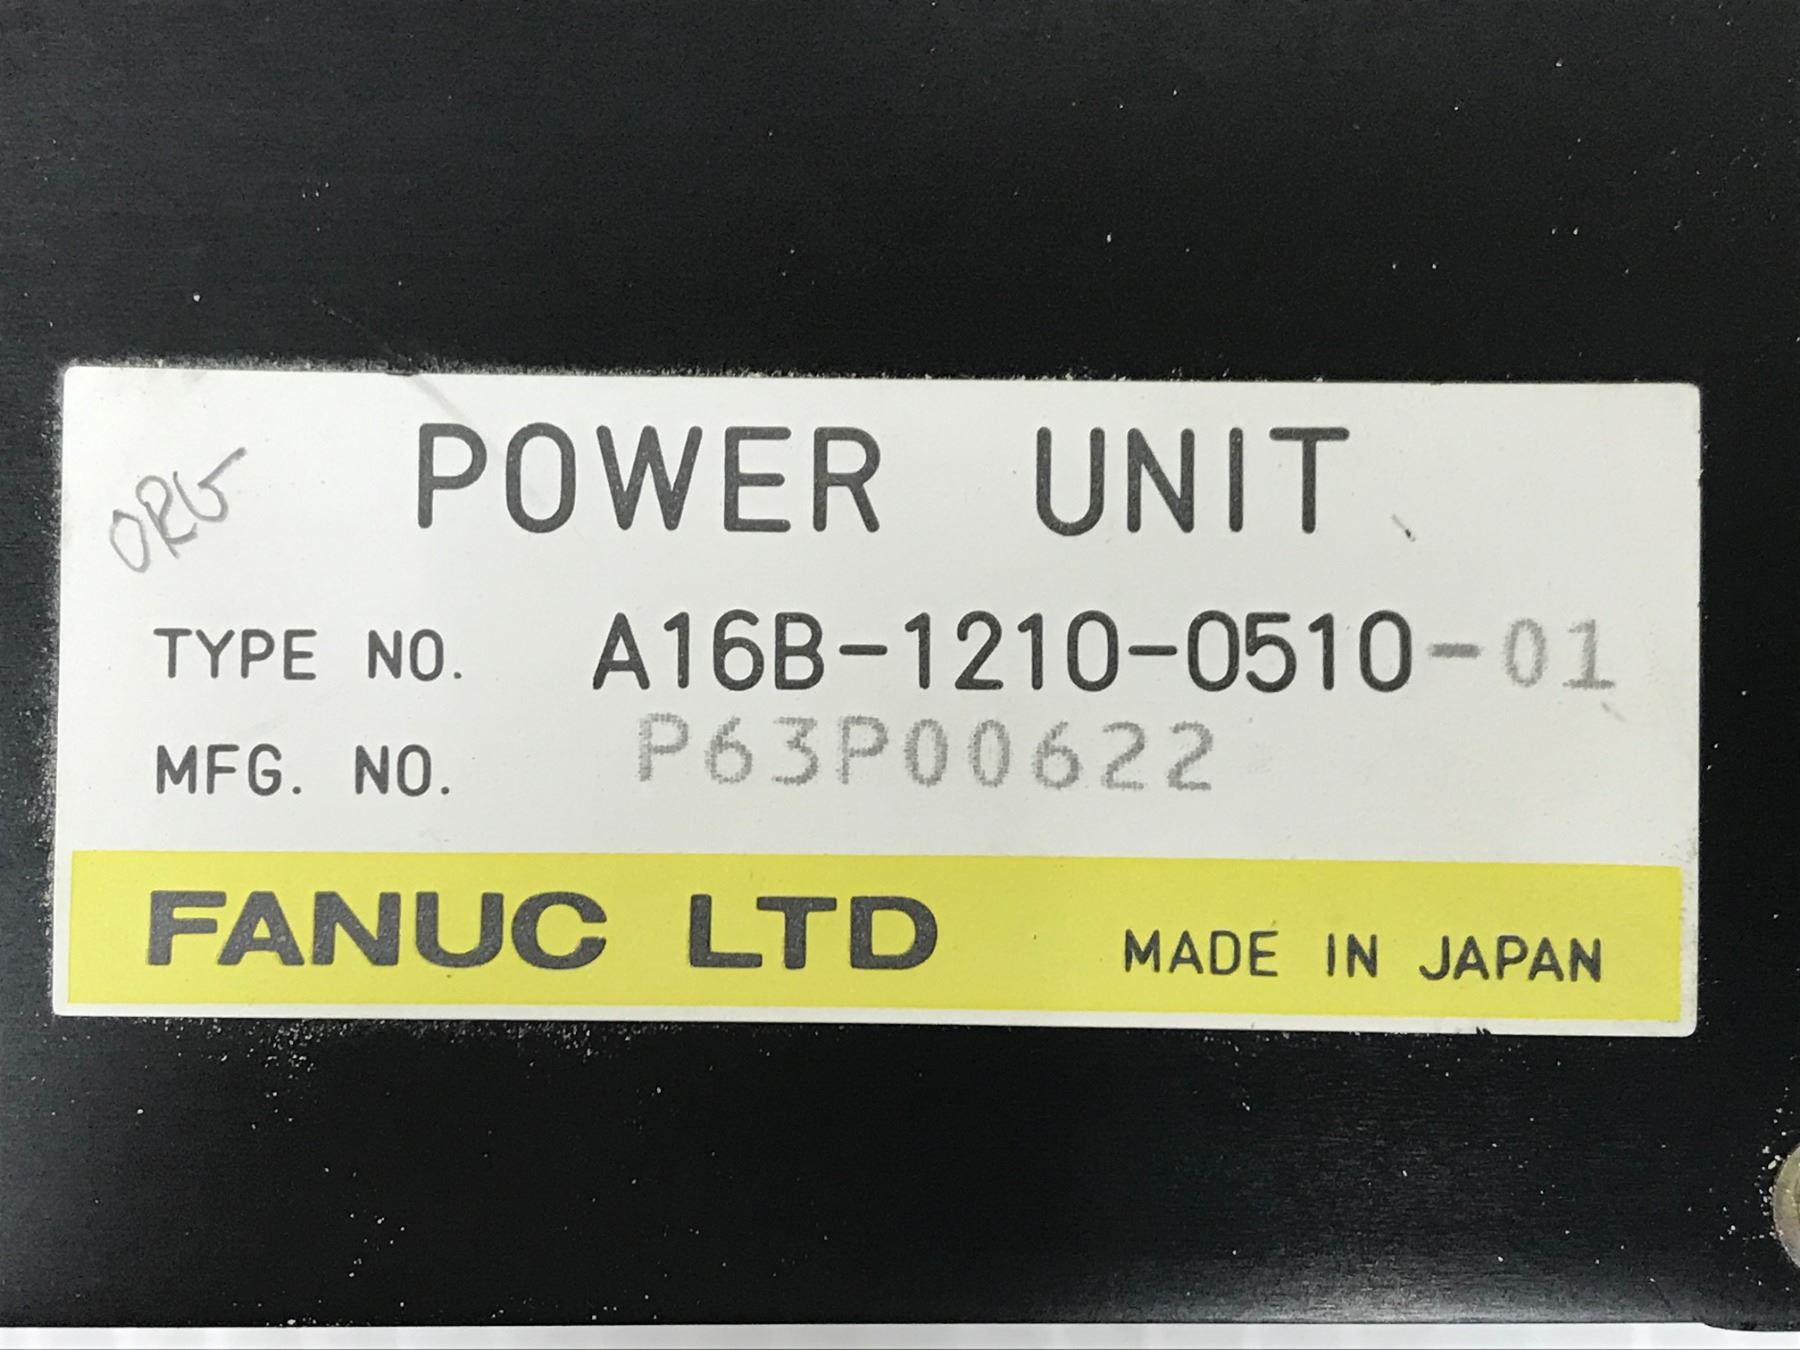 POWER UNIT
ORG
TYPE NO. A16B-1210-0510-01
MFG. NO. P63P00622
FANUC LTD MADE IN JAPAN